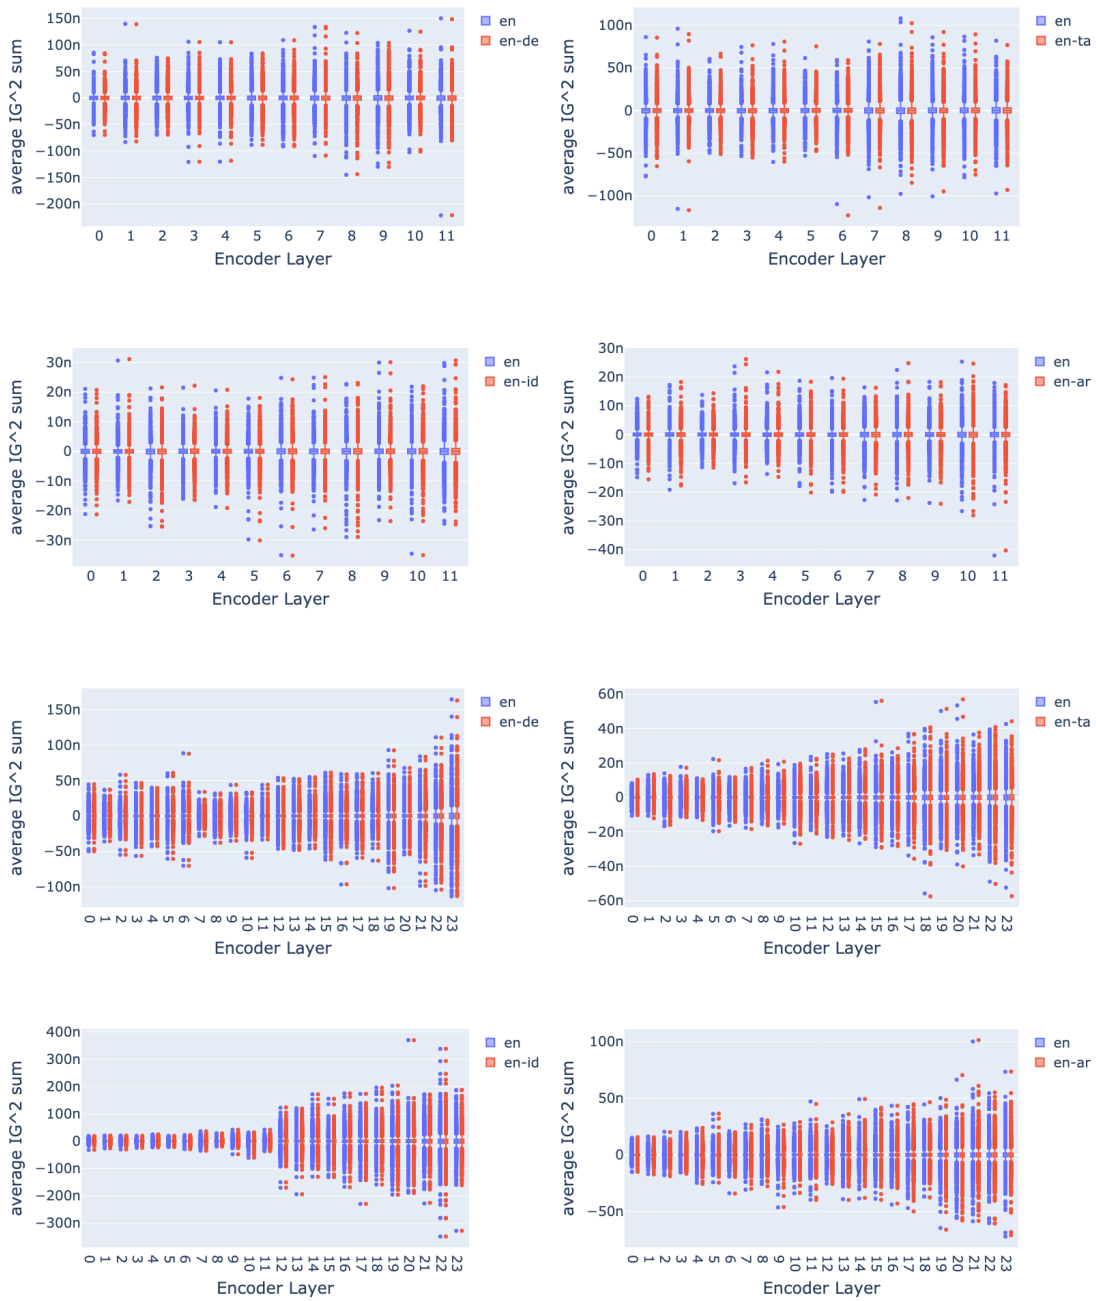 average IG^2 sum
150n
100n
50n
0
−50n
−100n
−150n
−200n
0 1 2 3 4 5 6 7 8 9 10 11
Encoder Layer
en
en-de
average IG^2 sum
100n
50n
0
−50n
−100n
0 1 2 3 4 5 6 7 8 9 10 11
Encoder Layer
en
en-ta
average IG^2 sum
30n
20n
10n
0
−10n
−20n
−30n
0 1 2 3 4 5 6 7 8 9 10 11
Encoder Layer
en
en-id
average IG^2 sum
30n
20n
10n
0
−10n
−20n
−30n
−40n
0 1 2 3 4 5 6 7 8 9 10 11
Encoder Layer
en
en-ar
average IG^2 sum
150n
100n
50n
0
−50n
−100n
0 1 2 3 4 5 6 7 8 9 10 11 12 13 14 15 16 17 18 19 20 21 22 23
Encoder Layer
en
en-de
average IG^2 sum
60n
40n
20n
0
−20n
−40n
−60n
0 1 2 3 4 5 6 7 8 9 10 11 12 13 14 15 16 17 18 19 20 21 22 23
Encoder Layer
en
en-ta
average IG^2 sum
400n
300n
200n
100n
0
−100n
−200n
−300n
0 1 2 3 4 5 6 7 8 9 10 11 12 13 14 15 16 17 18 19 20 21 22 23
Encoder Layer
en
en-id
average IG^2 sum
100n
50n
0
−50n
0 1 2 3 4 5 6 7 8 9 10 11 12 13 14 15 16 17 18 19 20 21 22 23
Encoder Layer
en
en-ar